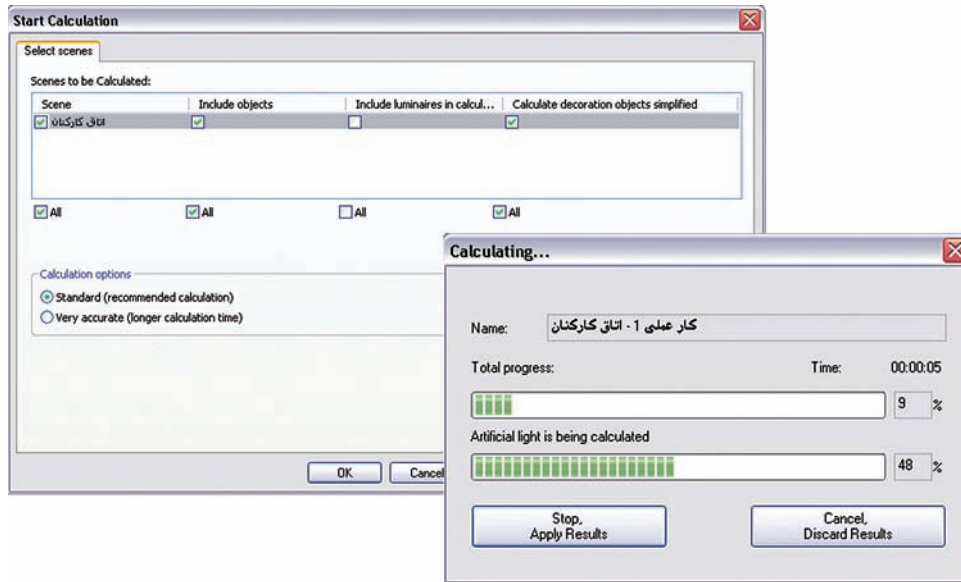 Start Calculation
Select scenes
Scenes to be Calculated:
Scene Include objects Include luminaires in calcul... Calculate decoration objects simplified
اتاق کارکنان
All All All All
Calculation options
Standard (recommended calculation)
Very accurate (longer calculation time)
OK Cancel
Calculating...
Name: کار عملی 1 - اتاق کارکنان
Total progress: Time: 00:00:05
9 %
Artificial light is being calculated
48 %
Stop, Apply Results
Cancel, Discard Results